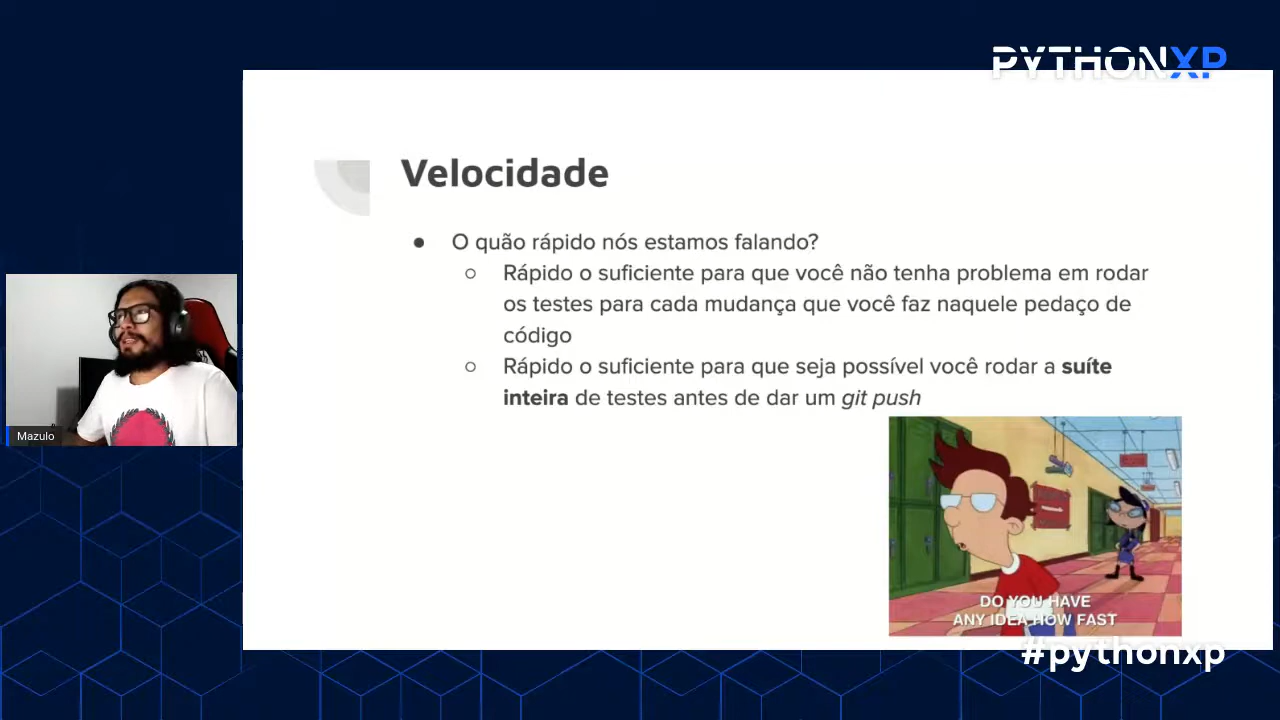 PYTHONXP
Velocidade
● O quão rápido nós estamos falando?
○ Rápido o suficiente para que você não tenha problema em rodar
os testes para cada mudança que você faz naquele pedaço de
código
○ Rápido o suficiente para que seja possível você rodar a suíte
inteira de testes antes de dar um git push
Mazulo
DO YOU HAVE
ANY IDEA HOW FAST
#pythonxp